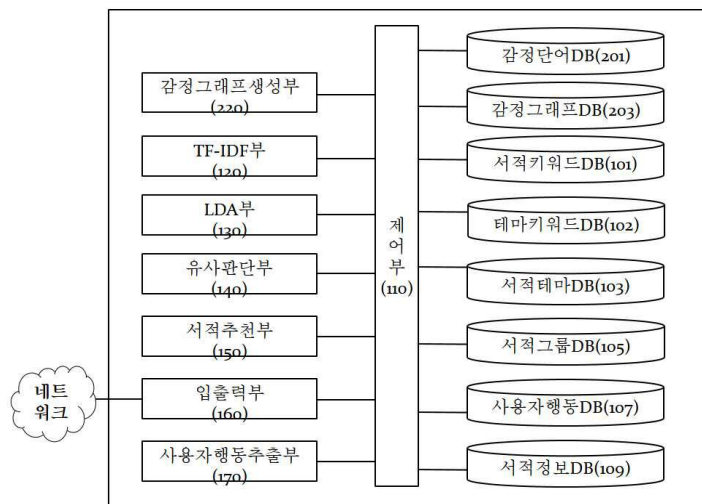 감정그래프생성부
(220)
TF-IDF부
(120)
LDA부
(130)
유사판단부
(140)
서적추천부
(150)
입출력부
(160)
사용자행동추출부
(170)
네트
워크
제
어
부
(110)
감정단어DB(201)
감정그래프DB(203)
서적키워드DB(101)
테마키워드DB(102)
서적테마DB(103)
서적그룹DB(105)
사용자행동DB(107)
서적정보DB(109)